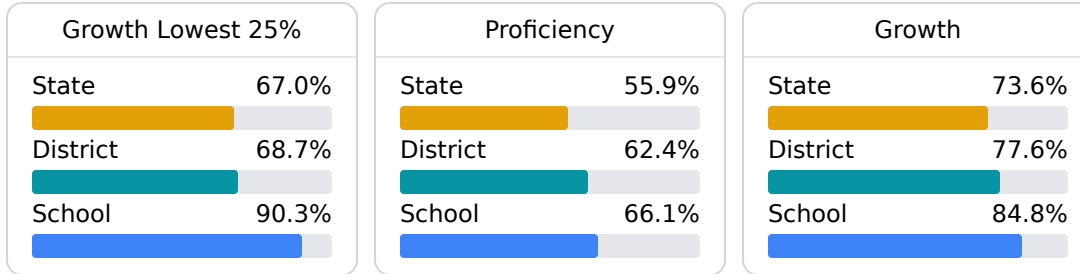 Growth Lowest 25%
State 67.0%
District 68.7%
School 90.3%
Proficiency
State 55.9%
District 62.4%
School 66.1%
Growth
State 73.6%
District 77.6%
School 84.8%